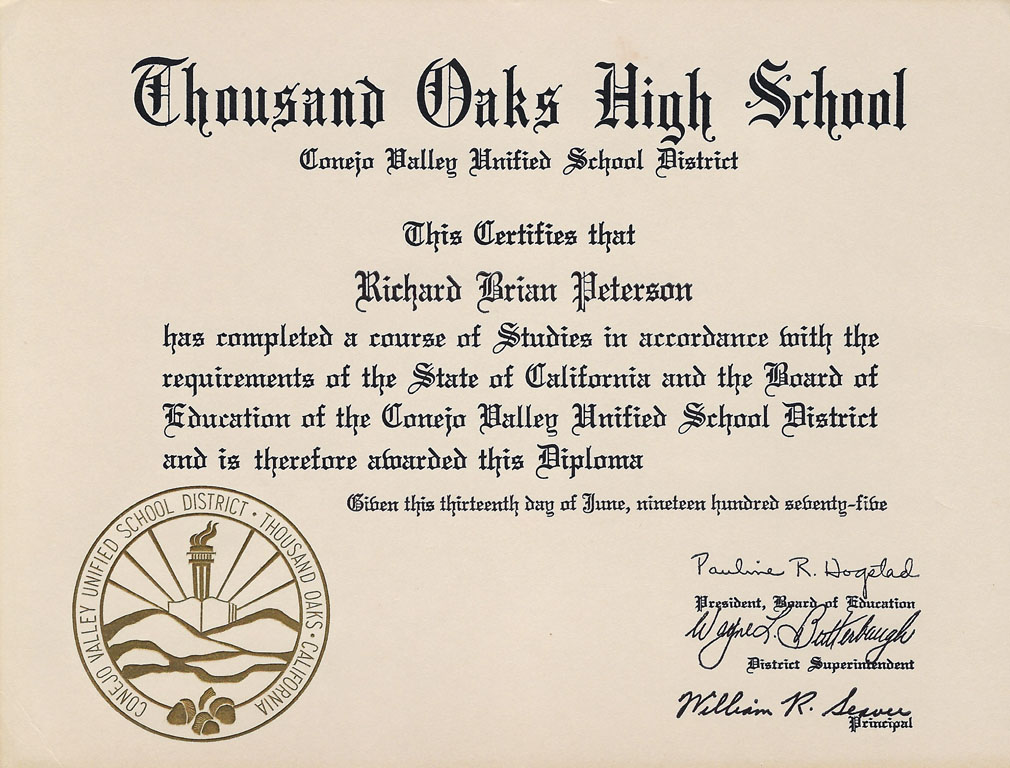 Thousand Oaks High School
Conejo Valley Unified School District
This Certifies that
Richard Brian Peterson
has completed a course of Studies in accordance with the
requirements of the State of California and the Board of
Education of the Conejo Valley Unified School District
and is therefore awarded this Diploma
Given this thirteenth day of June, nineteen hundred seventy-five
CONEJO VALLEY UNIFIED SCHOOL DISTRICT · THOUSAND OAKS · CALIFORNIA
Pauline R. Hogstad
President, Board of Education
Wayne L. Butterbaugh
District Superintendent
William R. Seaver
Principal